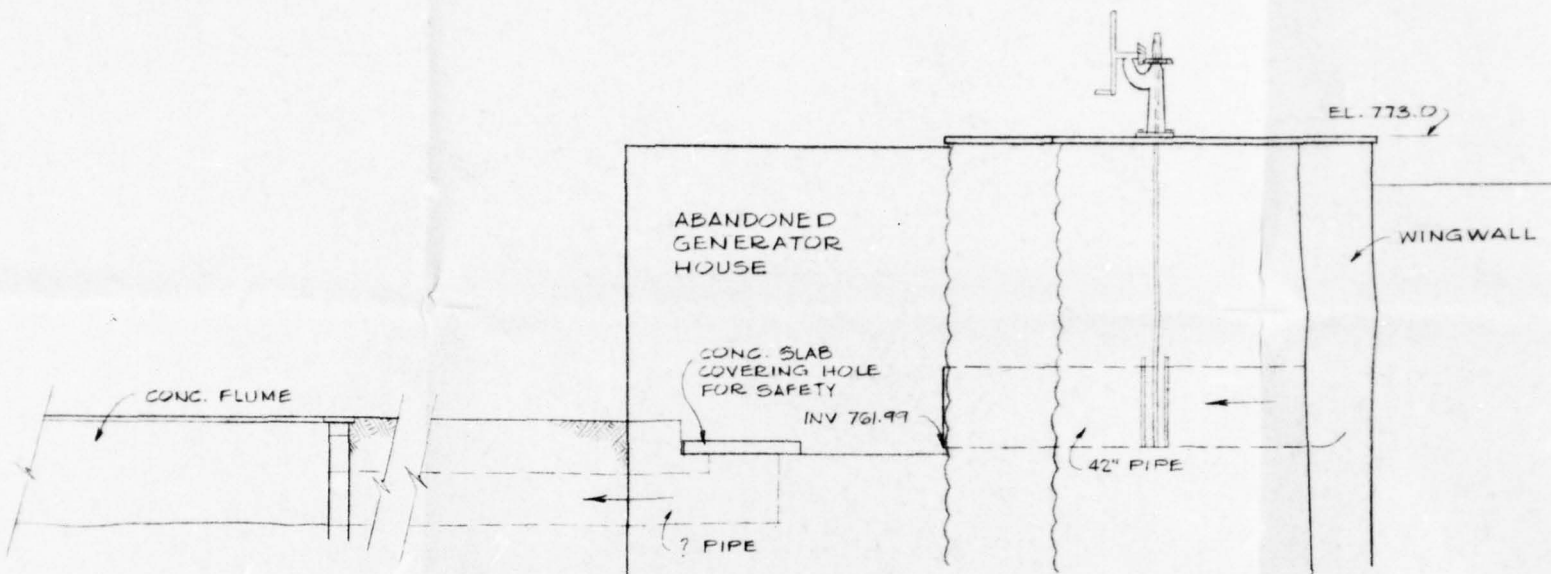 EL. 773.0
ABANDONED
GENERATOR
HOUSE
WINGWALL
CONC. SLAB
COVERING HOLE
FOR SAFETY
CONC. FLUME
INV 761.99
42" PIPE
? PIPE